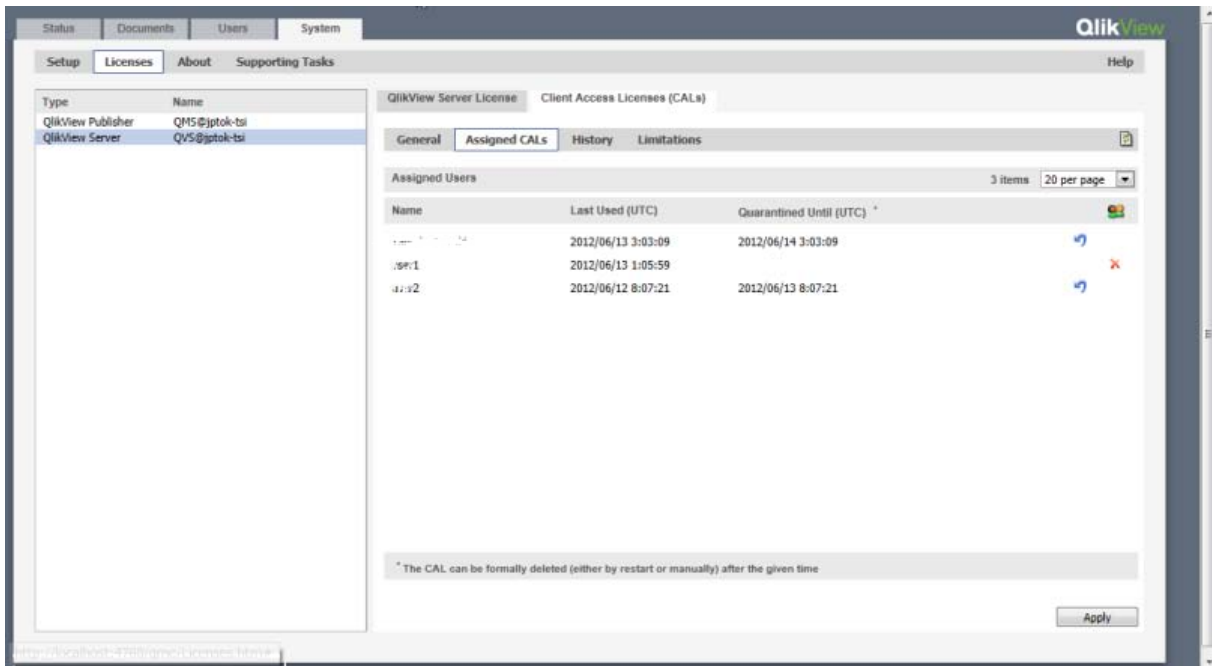 Status Documents Users System
QlikView
Setup Licenses About Supporting Tasks Help
Type Name
QlikView Publisher QMS@jptok-tsi
QlikView Server QVS@jptok-tsi
QlikView Server License Client Access Licenses (CALs)
General Assigned CALs History Limitations
Assigned Users 3 items 20 per page
Name Last Used (UTC) Quarantined Until (UTC) *
2012/06/13 3:03:09 2012/06/14 3:03:09
2012/06/13 1:05:59
2012/06/12 8:07:21 2012/06/13 8:07:21
* The CAL can be formally deleted (either by restart or manually) after the given time
Apply